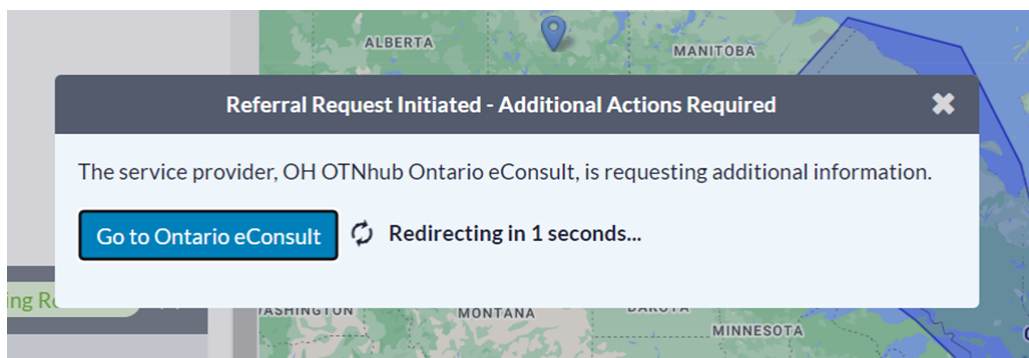 ALBERTA
MANITOBA
Referral Request Initiated - Additional Actions Required
The service provider, OH OTNhub Ontario eConsult, is requesting additional information.
Go to Ontario eConsult Redirecting in 1 seconds...
MONTANA
MINNESOTA